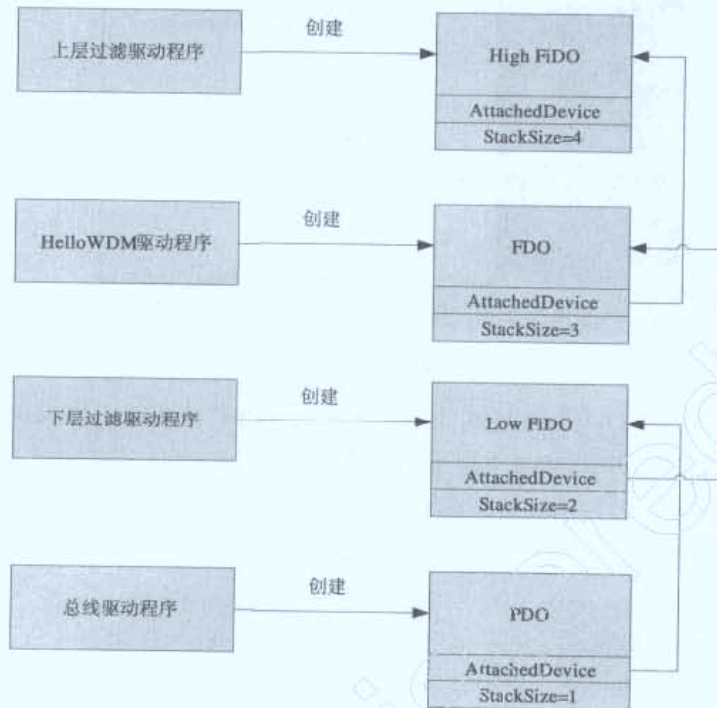 上层过滤驱动程序
创建
High FiDO
AttachedDevice
StackSize=4
HelloWDM驱动程序
创建
FDO
AttachedDevice
StackSize=3
下层过滤驱动程序
创建
Low FiDO
AttachedDevice
StackSize=2
总线驱动程序
创建
PDO
AttachedDevice
StackSize=1